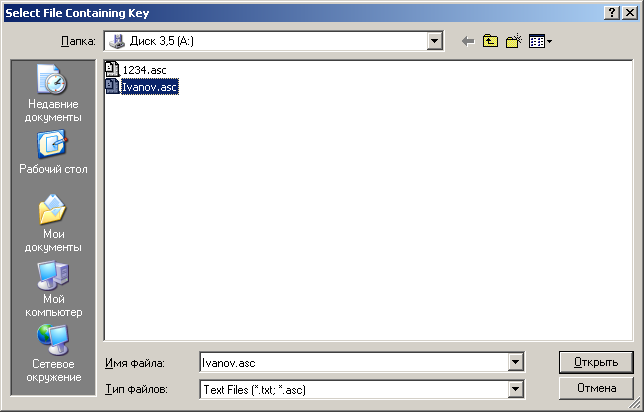 Select File Containing Key
Папка:
Диск 3,5 (A:)
Недавние
документы
Рабочий стол
Мои
документы
Мой
компьютер
Сетевое
окружение
1234.asc
Ivanov.asc
Имя файла:
Ivanov.asc
Открыть
Тип файлов:
Text Files (*.txt; *.asc)
Отмена